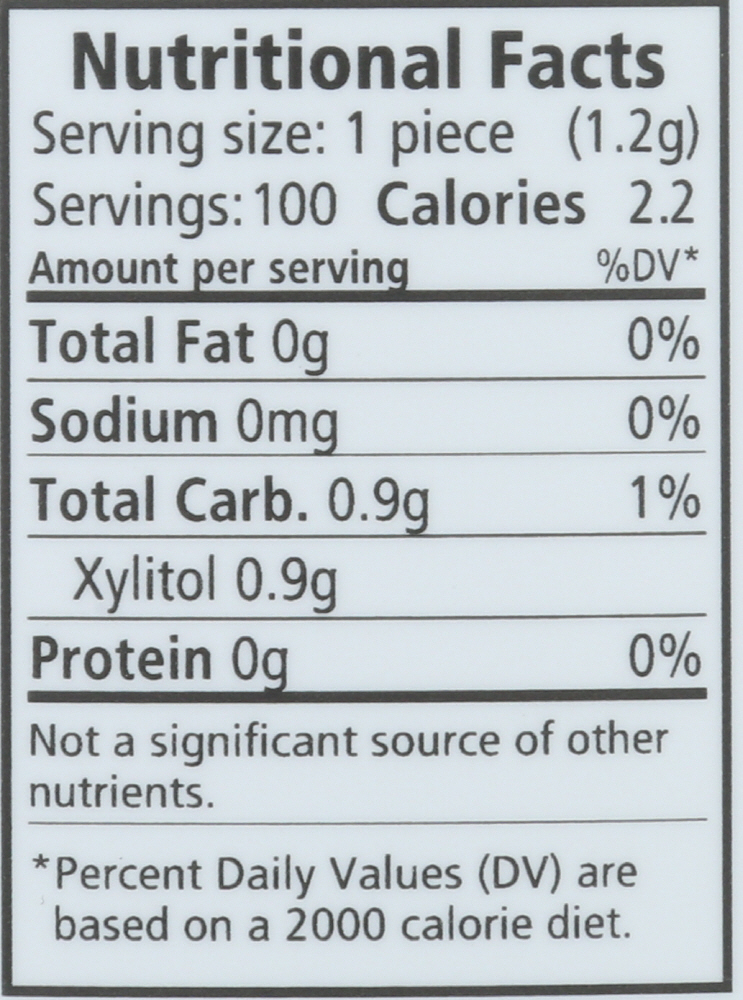 Nutritional Facts
Serving size: 1 piece (1.2g)
Servings: 100 Calories 2.2
Amount per serving %DV*
Total Fat 0g 0%
Sodium 0mg 0%
Total Carb. 0.9g 1%
Xylitol 0.9g
Protein 0g 0%
Not a significant source of other
nutrients.
*Percent Daily Values (DV) are
based on a 2000 calorie diet.